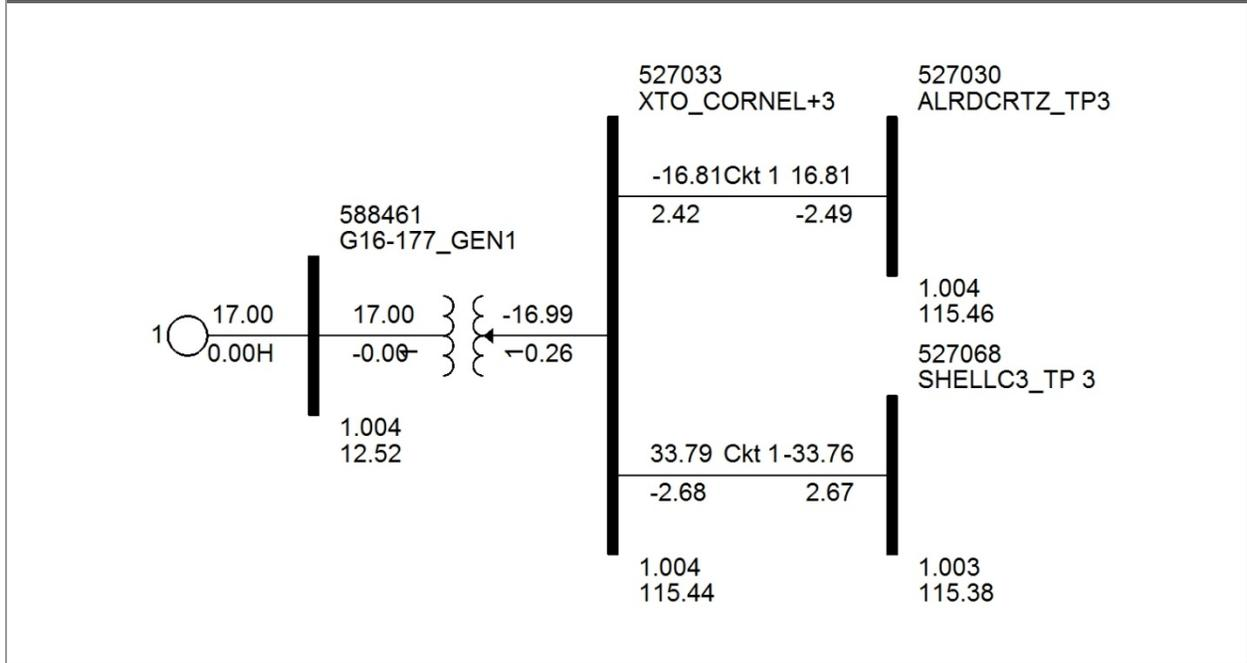 527033
XTO_CORNEL+3
527030
ALRDCRTZ_TP3
-16.81Ckt 1 16.81
2.42 -2.49
588461
G16-177_GEN1
1.004
115.46
1 17.00 17.00 -16.99
0.00H -0.00 1 1 0.26
527068
SHELLC3_TP 3
1.004
12.52
33.79 Ckt 1 -33.76
-2.68 2.67
1.004
115.44
1.003
115.38